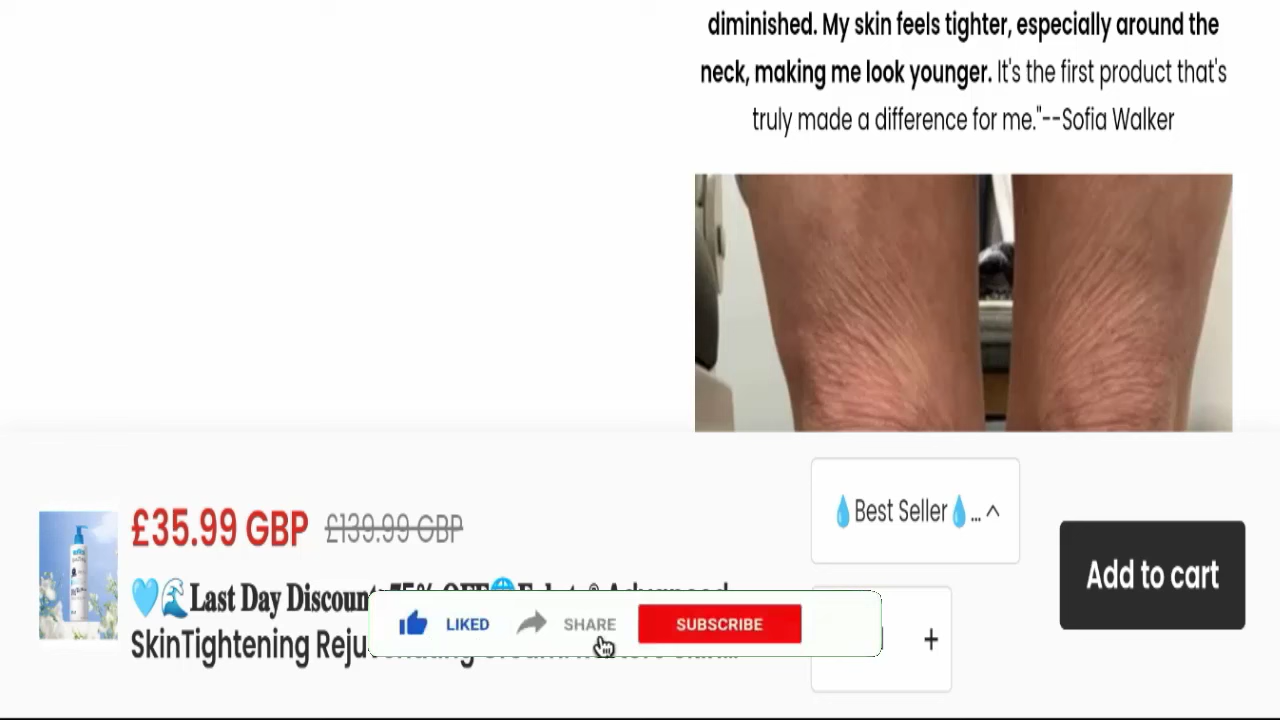 diminished. My skin feels tighter, especially around the
neck, making me look younger. It's the first product that's
truly made a difference for me."--Sofia Walker
£35.99 GBP £139.99 GBP
🩵🌊Last Day Discount 75% OFF🌐
SkinTightening
💧Best Seller💧...
Add to cart
+
LIKED SHARE SUBSCRIBE